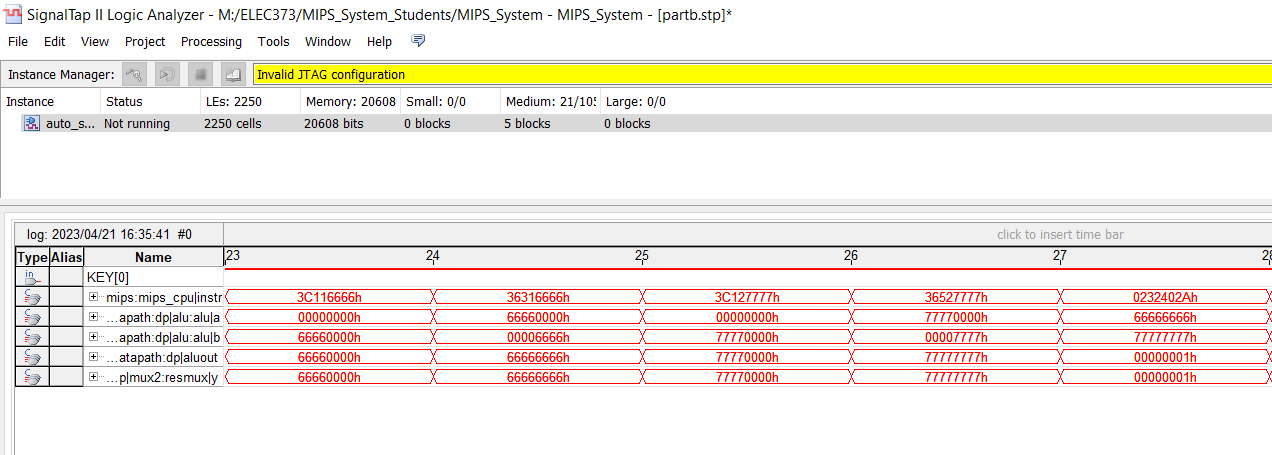 SignalTap II Logic Analyzer - M:/ELEC373/MIPS_System_Students/MIPS_System - MIPS_System - [partb.stp]*
File Edit View Project Processing Tools Window Help
Instance Manager: Invalid JTAG configuration
Instance Status LEs: 2250 Memory: 20608 Small: 0/0 Medium: 21/105 Large: 0/0
auto_s... Not running 2250 cells 20608 bits 0 blocks 5 blocks 0 blocks
log: 2023/04/21 16:35:41 #0 click to insert time bar
Type Alias Name 23 24 25 26 27 28
in KEY[0]
mips:mips_cpu|instr 3C116666h 36316666h 3C127777h 36527777h 0232402Ah
...apath:dp|alu:alu|a 00000000h 66660000h 00000000h 77770000h 66666666h
...apath:dp|alu:alu|b 66660000h 00006666h 77770000h 00007777h 77777777h
...atapath:dp|aluout 66660000h 66666666h 77770000h 77777777h 00000001h
...p|mux2:resmux|y 66660000h 66666666h 77770000h 77777777h 00000001h